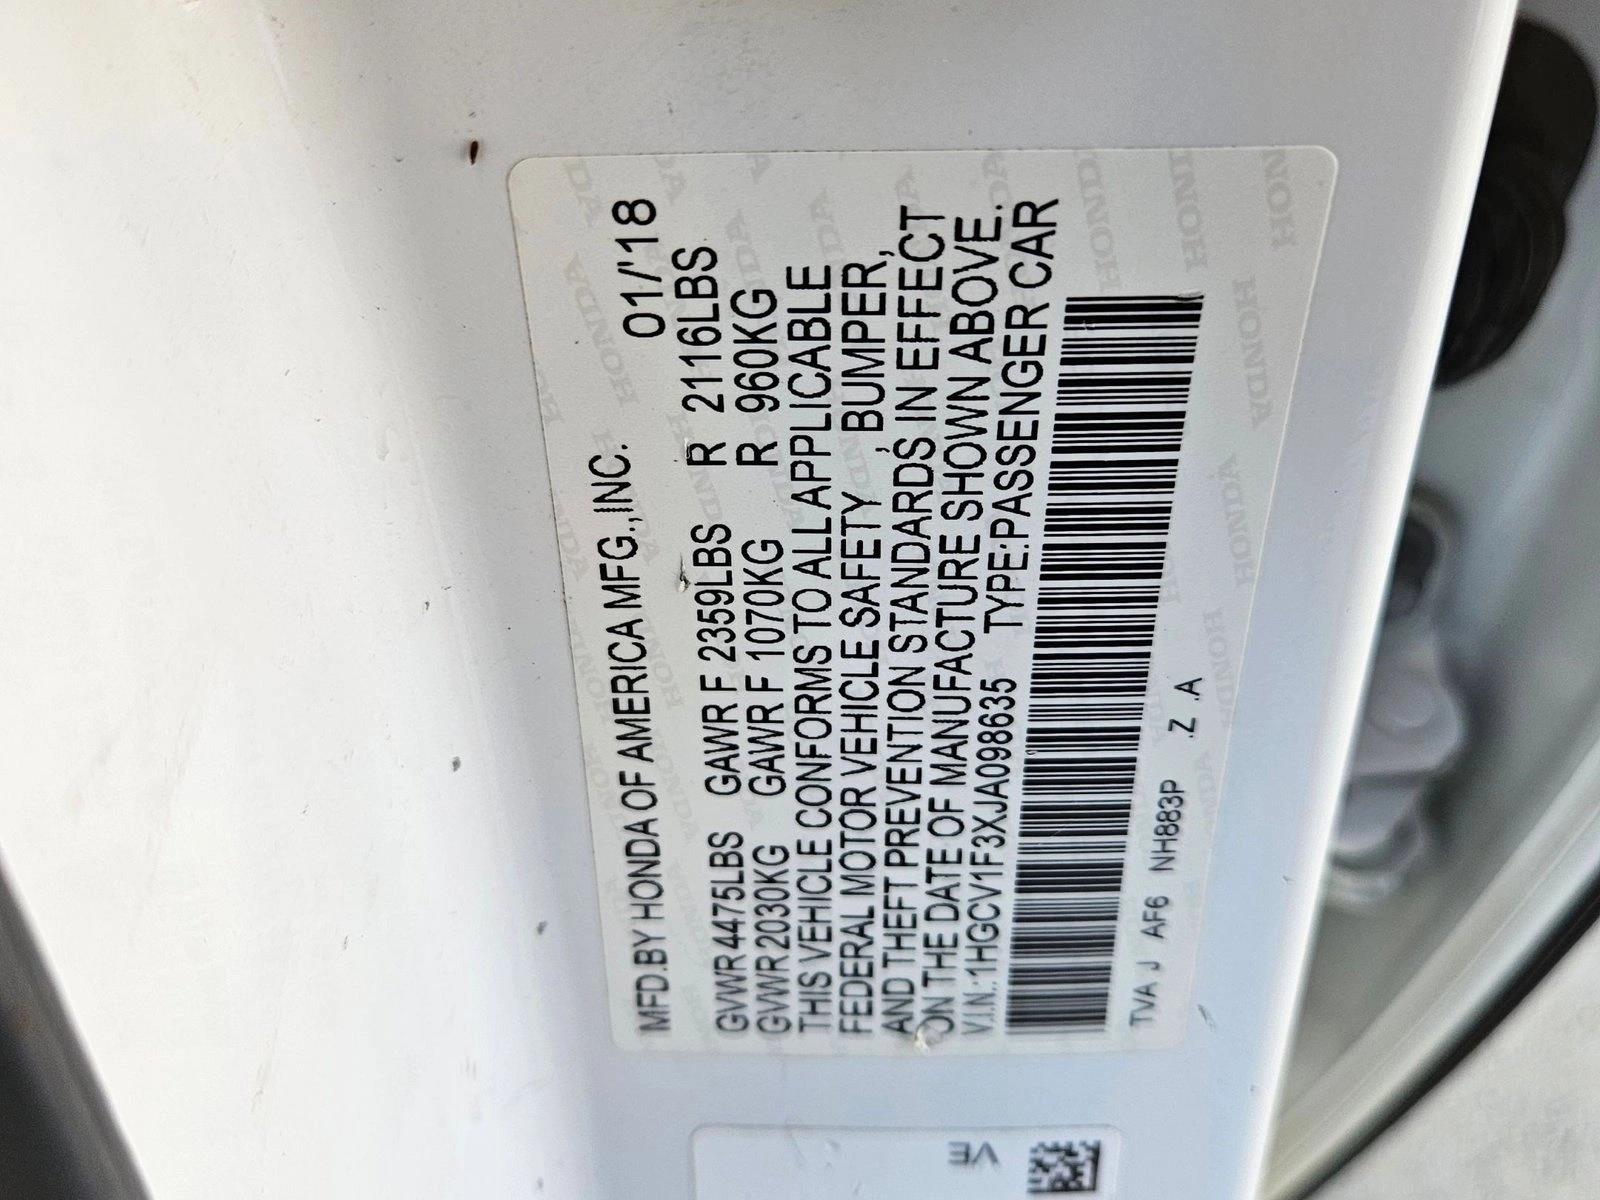 MFD.BY HONDA OF AMERICA MFG.,INC. 01/'18
GVWR 4475LBS GAWR F 2359LBS R 2116LBS
GVWR 2030KG GAWR F 1070KG R 960KG
THIS VEHICLE CONFORMS TO ALL APPLICABLE
FEDERAL MOTOR VEHICLE SAFETY , BUMPER,
AND THEFT PREVENTION STANDARDS IN EFFECT
ON THE DATE OF MANUFACTURE SHOWN ABOVE.
V.I.N.:1HGCV1F3XJA098635 TYPE:PASSENGER CAR
TVA J AF6 NH883P .Z .A
VE